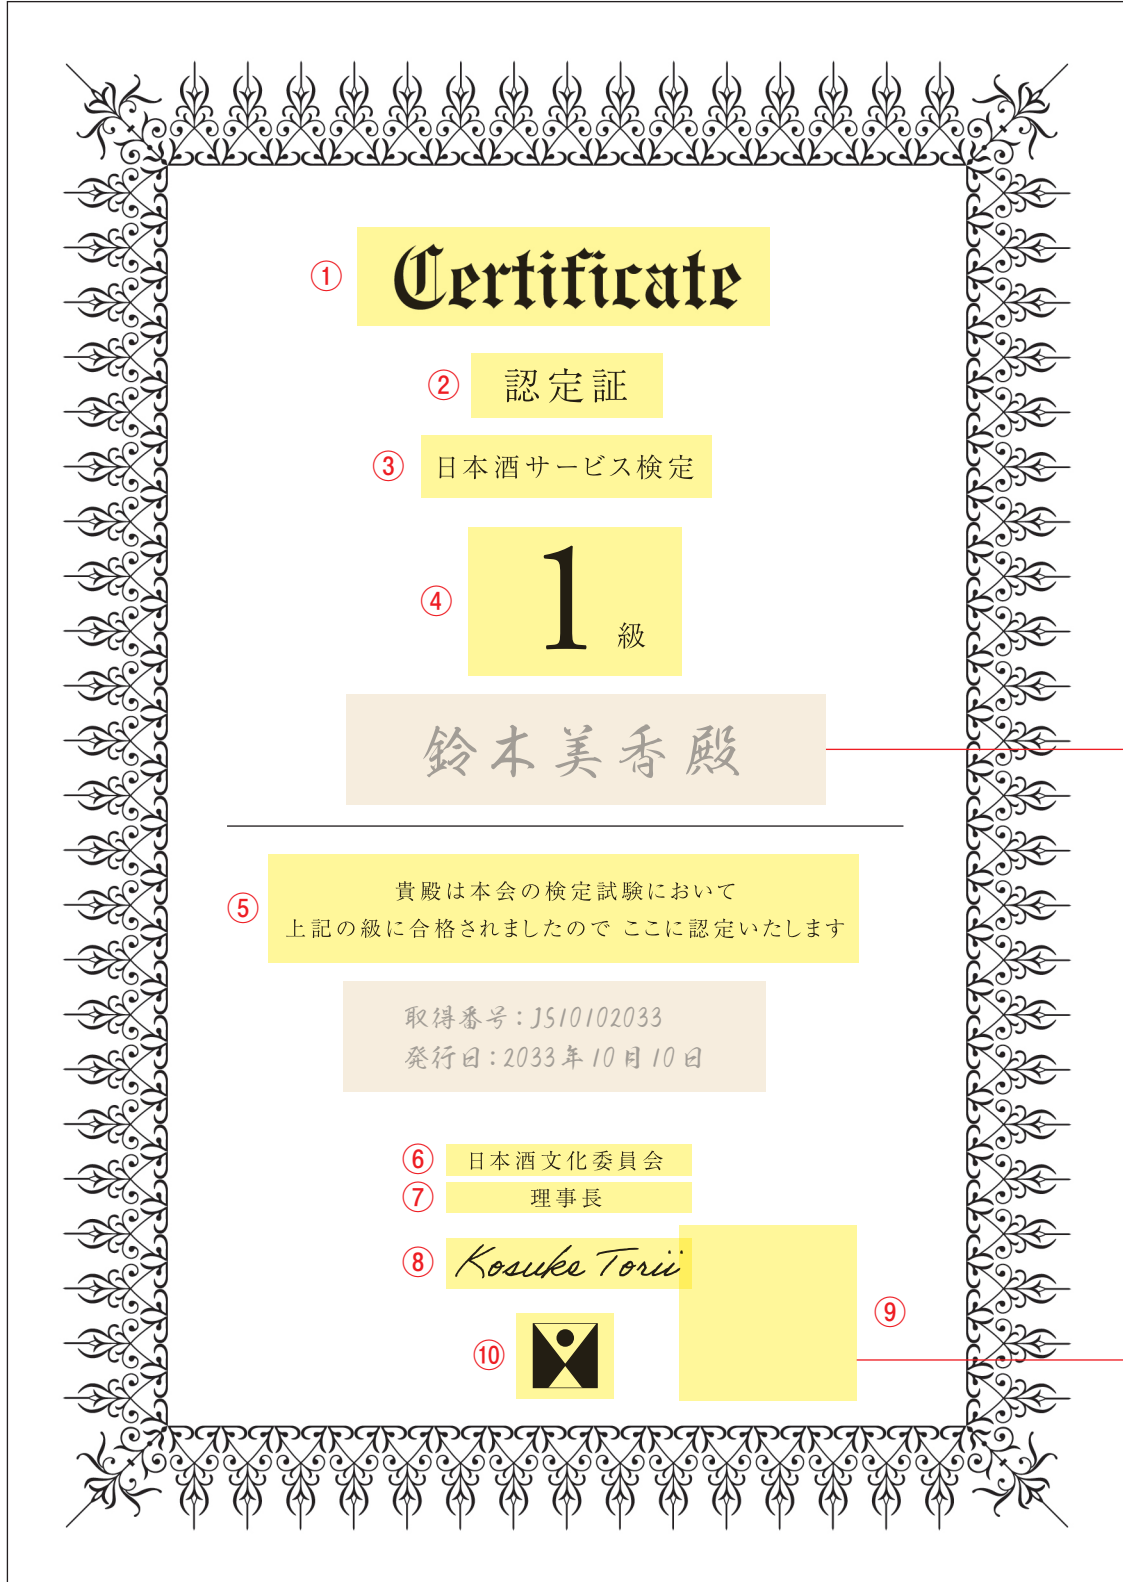 ① Certificate
② 認定証
③ 日本酒サービス検定
④ 1級
鈴木美香殿
⑤ 貴殿は本会の検定試験において
上記の級に合格されましたので ここに認定いたします
取得番号：JS10102033
発行日：2033年10月10日
⑥ 日本酒文化委員会
⑦ 理事長
⑧ Kosuke Torii
⑨
⑩